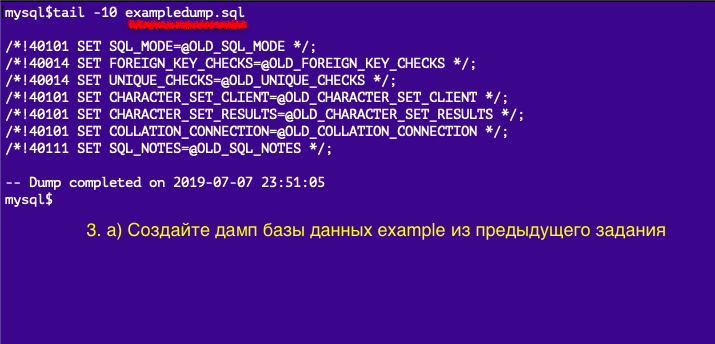 mysql$tail -10 exampledump.sql
/*!40101 SET SQL_MODE=@OLD_SQL_MODE */;
/*!40014 SET FOREIGN_KEY_CHECKS=@OLD_FOREIGN_KEY_CHECKS */;
/*!40014 SET UNIQUE_CHECKS=@OLD_UNIQUE_CHECKS */;
/*!40101 SET CHARACTER_SET_CLIENT=@OLD_CHARACTER_SET_CLIENT */;
/*!40101 SET CHARACTER_SET_RESULTS=@OLD_CHARACTER_SET_RESULTS */;
/*!40101 SET COLLATION_CONNECTION=@OLD_COLLATION_CONNECTION */;
/*!40111 SET SQL_NOTES=@OLD_SQL_NOTES */;
-- Dump completed on 2019-07-07 23:51:05
mysql$
3. а) Создайте дамп базы данных example из предыдущего задания